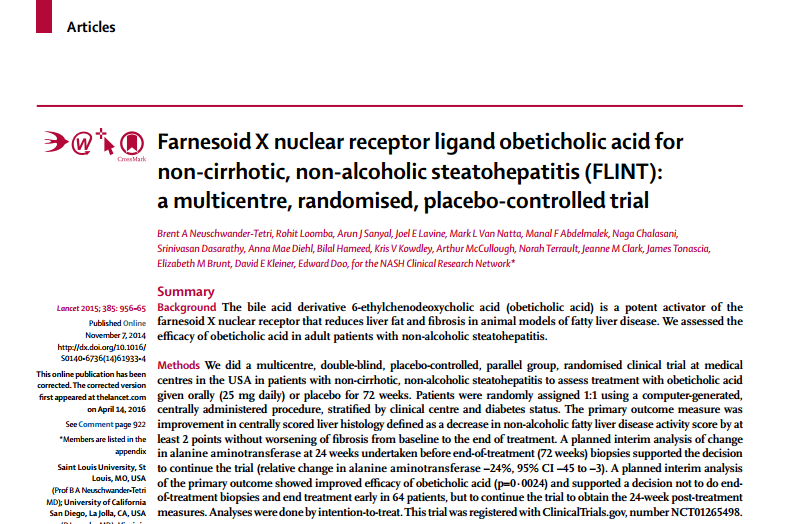 Articles
CrossMark
Farnesoid X nuclear receptor ligand obeticholic acid for
non-cirrhotic, non-alcoholic steatohepatitis (FLINT):
a multicentre, randomised, placebo-controlled trial
Brent A Neuschwander-Tetri, Rohit Loomba, Arun J Sanyal, Joel E Lavine, Mark L Van Natta, Manal F Abdelmalek, Naga Chalasani,
Srinivasan Dasarathy, Anna Mae Diehl, Bilal Hameed, Kris V Kowdley, Arthur McCullough, Norah Terrault, Jeanne M Clark, James Tonascia,
Elizabeth M Brunt, David E Kleiner, Edward Doo, for the NASH Clinical Research Network*
Summary
Background The bile acid derivative 6-ethylchenodeoxycholic acid (obeticholic acid) is a potent activator of the
farnesoid X nuclear receptor that reduces liver fat and fibrosis in animal models of fatty liver disease. We assessed the
efficacy of obeticholic acid in adult patients with non-alcoholic steatohepatitis.
Methods We did a multicentre, double-blind, placebo-controlled, parallel group, randomised clinical trial at medical
centres in the USA in patients with non-cirrhotic, non-alcoholic steatohepatitis to assess treatment with obeticholic acid
given orally (25 mg daily) or placebo for 72 weeks. Patients were randomly assigned 1:1 using a computer-generated,
centrally administered procedure, stratified by clinical centre and diabetes status. The primary outcome measure was
improvement in centrally scored liver histology defined as a decrease in non-alcoholic fatty liver disease activity score by at
least 2 points without worsening of fibrosis from baseline to the end of treatment. A planned interim analysis of change
in alanine aminotransferase at 24 weeks undertaken before end-of-treatment (72 weeks) biopsies supported the decision
to continue the trial (relative change in alanine aminotransferase –24%, 95% CI –45 to –3). A planned interim analysis
of the primary outcome showed improved efficacy of obeticholic acid (p=0·0024) and supported a decision not to do end-
of-treatment biopsies and end treatment early in 64 patients, but to continue the trial to obtain the 24-week post-treatment
measures. Analyses were done by intention-to-treat. This trial was registered with ClinicalTrials.gov, number NCT01265498.
Lancet 2015; 385: 956–65
Published Online
November 7, 2014
http://dx.doi.org/10.1016/
S0140-6736(14)61933-4
This online publication has been
corrected. The corrected version
first appeared at thelancet.com
on April 14, 2016
See Comment page 922
*Members are listed in the
appendix
Saint Louis University, St
Louis, MO, USA
(Prof B A Neuschwander-Tetri
MD); University of California
San Diego, La Jolla, CA, USA